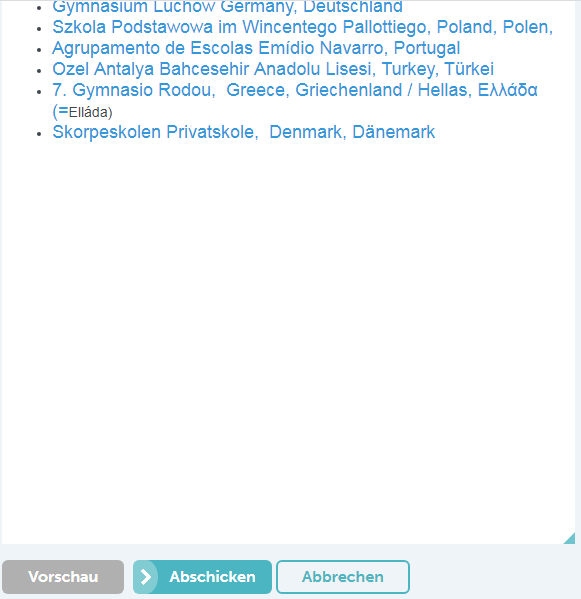 Gymnasium Lüchow Germany, Deutschland
Szkola Podstawowa im Wincentego Pallottiego, Poland, Polen,
Agrupamento de Escolas Emídio Navarro, Portugal
Ozel Antalya Bahcesehir Anadolu Lisesi, Turkey, Türkei
7. Gymnasio Rodou, Greece, Griechenland / Hellas, Ελλάδα
(=Elláda)
Skorpeskolen Privatskole, Denmark, Dänemark
Vorschau
Abschicken
Abbrechen